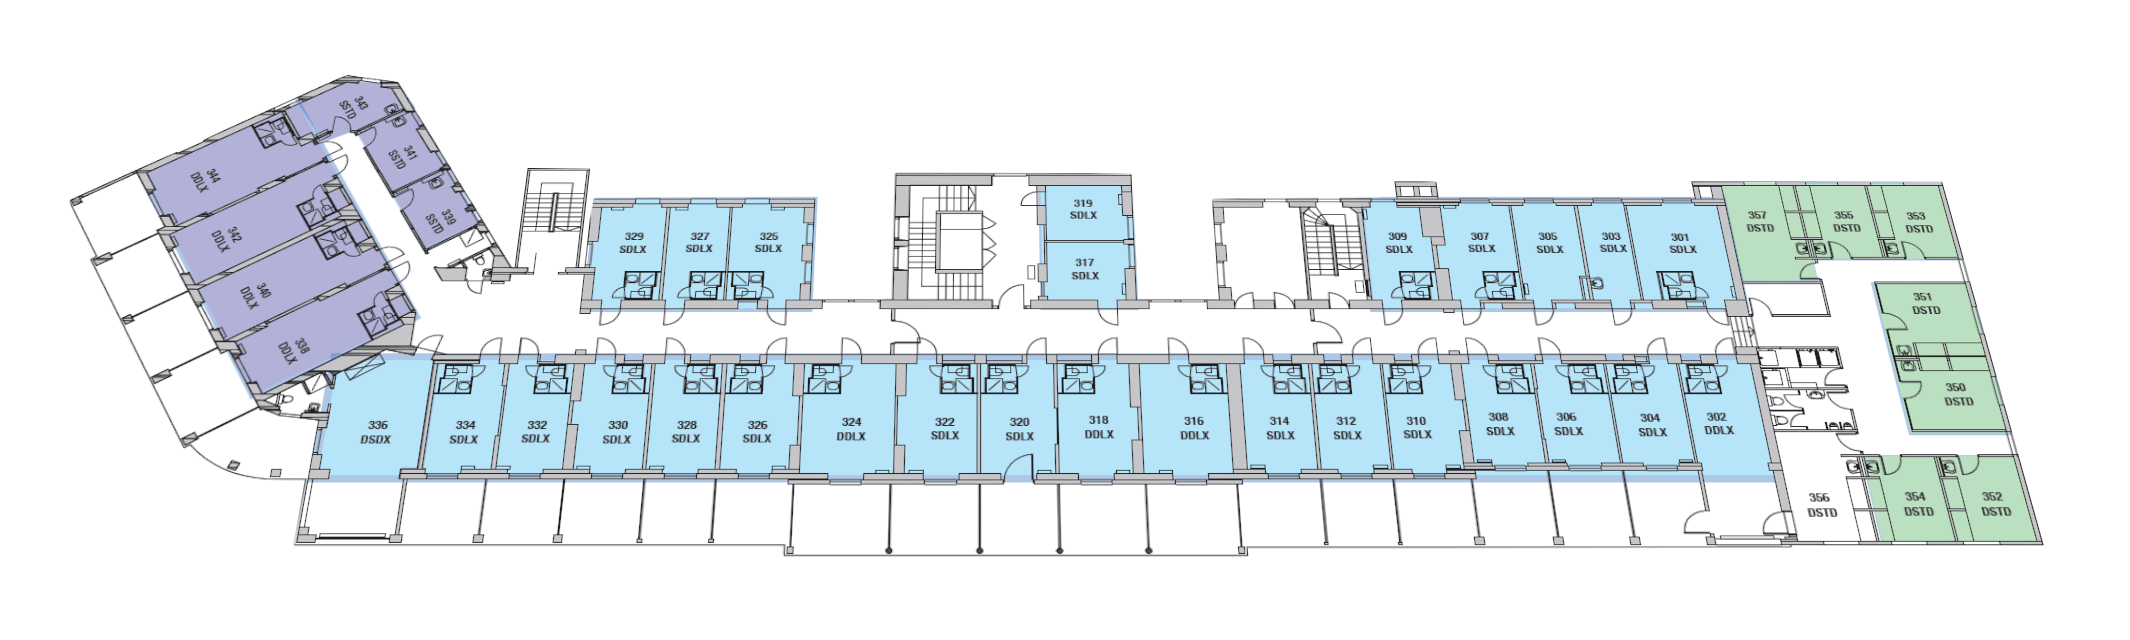 343
SSTD
344
DDLX
341
SSTD
342
DDLX
339
SSTD
340
DDLX
338
DDLX
329
SDLX
327
SDLX
325
SDLX
319
SDLX
317
SDLX
309
SDLX
307
SDLX
305
SDLX
303
SDLX
301
SDLX
357
DSTD
355
DSTD
353
DSTD
351
DSTD
350
DSTD
336
DSDX
334
SDLX
332
SDLX
330
SDLX
328
SDLX
326
SDLX
324
DDLX
322
SDLX
320
SDLX
318
DDLX
316
DDLX
314
SDLX
312
SDLX
310
SDLX
308
SDLX
306
SDLX
304
SDLX
302
DDLX
356
DSTD
354
DSTD
352
DSTD